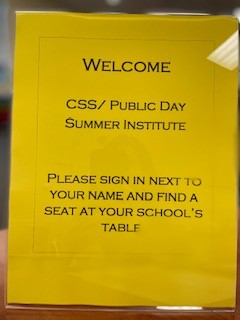 WELCOME
CSS/ PUBLIC DAY
SUMMER INSTITUTE
PLEASE SIGN IN NEXT TO
YOUR NAME AND FIND A
SEAT AT YOUR SCHOOL'S
TABLE